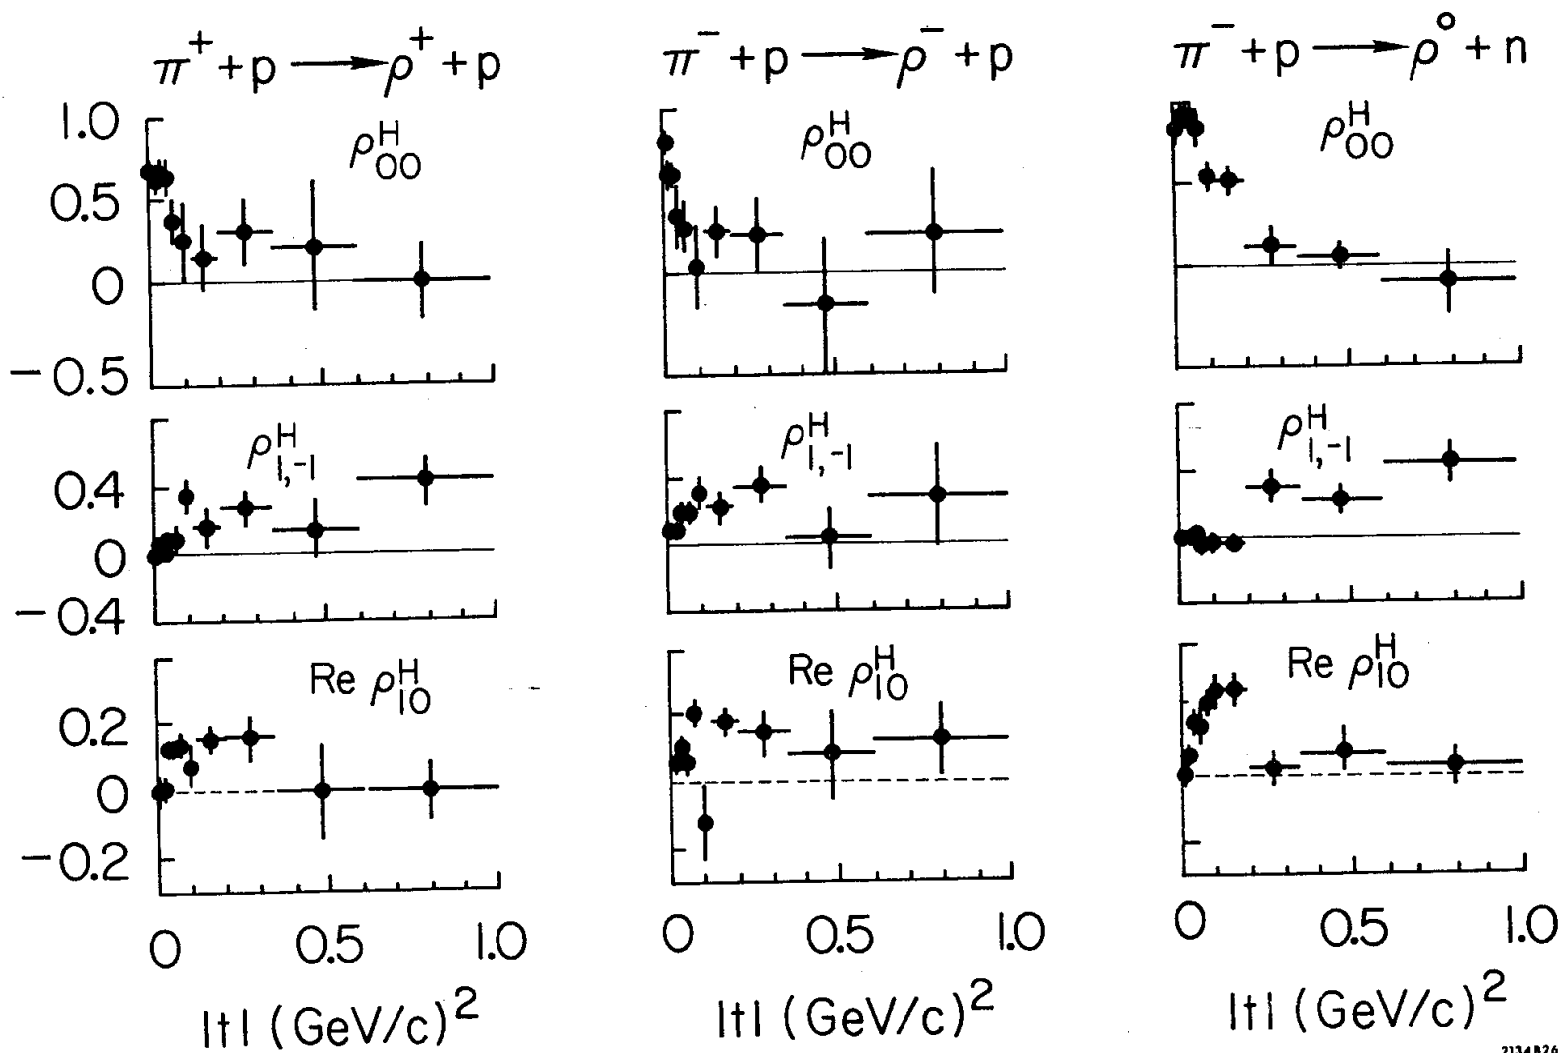 π⁺ + p ⟶ ρ⁺ + p
π⁻ + p ⟶ ρ⁻ + p
π⁻ + p ⟶ ρ⁰ + n
1.0
0.5
0
−0.5
ρ^H_00
ρ^H_00
ρ^H_00
0.4
0
−0.4
ρ^H_1,-1
ρ^H_1,-1
ρ^H_1,-1
0.2
0
−0.2
Re ρ^H_10
Re ρ^H_10
Re ρ^H_10
0 0.5 1.0
0 0.5 1.0
0 0.5 1.0
|t| (GeV/c)²
|t| (GeV/c)²
|t| (GeV/c)²
2134B26